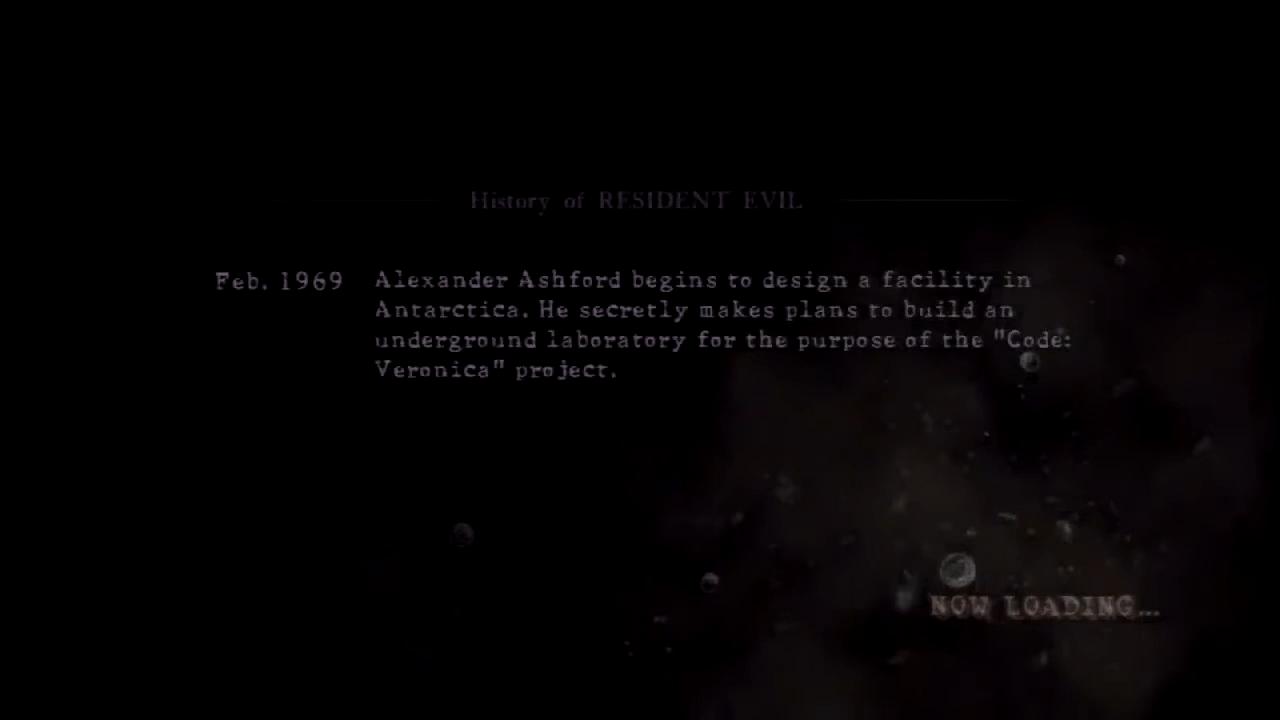 History of RESIDENT EVIL
Feb. 1969 Alexander Ashford begins to design a facility in
Antarctica. He secretly makes plans to build an
underground laboratory for the purpose of the "Code:
Veronica" project.
NOW LOADING...